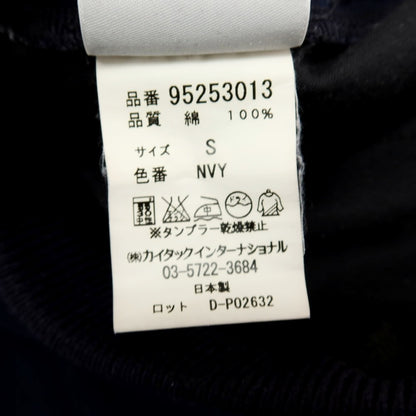 品番 95253013
品質 綿 100%
サイズ S
色番 NVY
※タンブラー乾燥禁止
㈱カイタックインターナショナル
03-5722-3684
日本製
ロット D-P02632